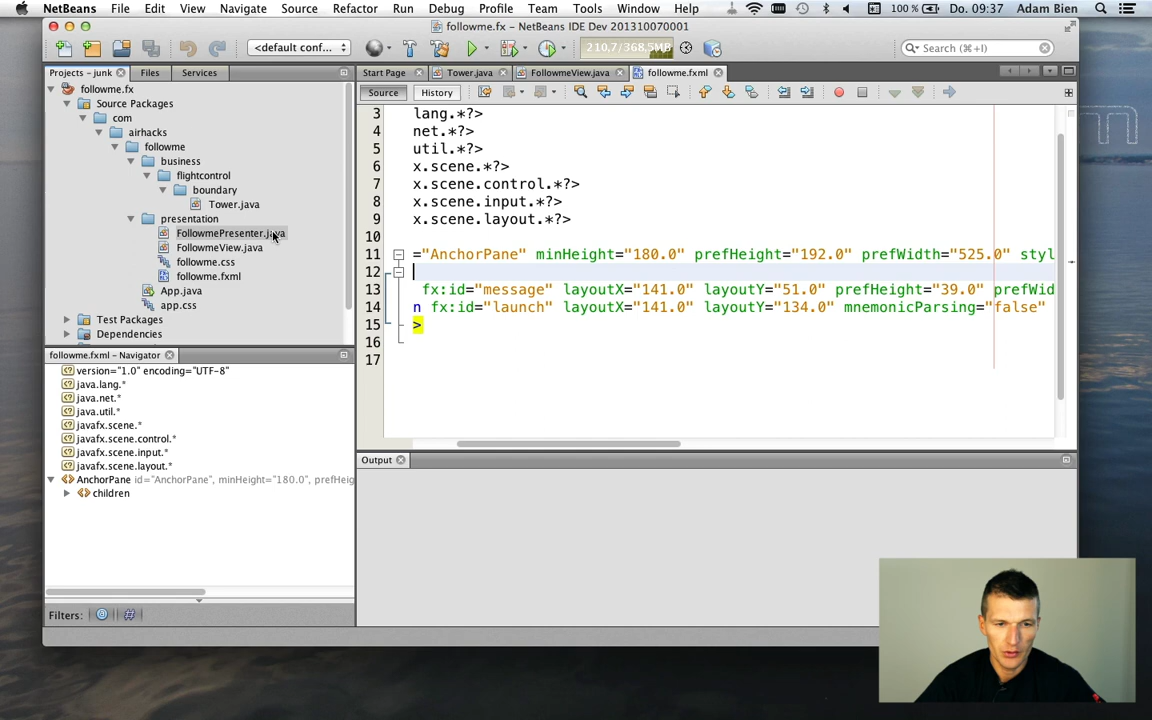 NetBeans File Edit View Navigate Source Refactor Run Debug Profile Team Tools Window Help 100 % Do. 09:37 Adam Bien
followme.fx – NetBeans IDE Dev 201310070001
<default conf... 210,7/368,5MB Search (⌘+I)
Projects – junk Files Services
Start Page Tower.java FollowmeView.java followme.fxml
Source History
followme.fx
Source Packages
com
airhacks
followme
business
flightcontrol
boundary
Tower.java
presentation
FollowmePresenter.java
FollowmeView.java
followme.css
followme.fxml
App.java
app.css
Test Packages
Dependencies
3 lang.*?>
4 net.*?>
5 util.*?>
6 x.scene.*?>
7 x.scene.control.*?>
8 x.scene.input.*?>
9 x.scene.layout.*?>
10
11 ="AnchorPane" minHeight="180.0" prefHeight="192.0" prefWidth="525.0" styl
12
13 fx:id="message" layoutX="141.0" layoutY="51.0" prefHeight="39.0" prefWid
14 n fx:id="launch" layoutX="141.0" layoutY="134.0" mnemonicParsing="false"
15 >
16
17
followme.fxml – Navigator
version="1.0" encoding="UTF-8"
java.lang.*
java.net.*
java.util.*
javafx.scene.*
javafx.scene.control.*
javafx.scene.input.*
javafx.scene.layout.*
AnchorPane id="AnchorPane", minHeight="180.0", prefHeig
children
Filters:
Output